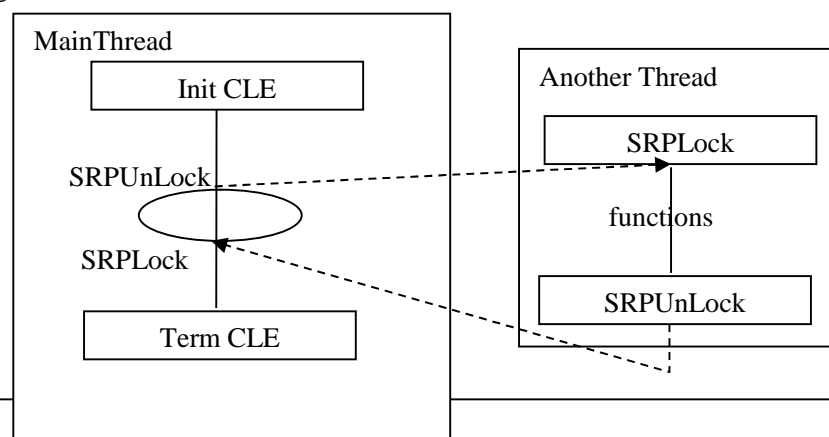 MainThread
Init CLE
SRPUnLock
SRPLock
Term CLE
Another Thread
SRPLock
functions
SRPUnLock